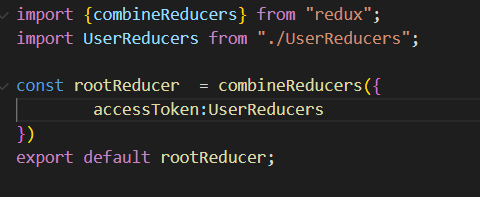 import {combineReducers} from "redux";
import UserReducers from "./UserReducers";
const rootReducer  = combineReducers({
        accessToken:UserReducers
})
export default rootReducer;